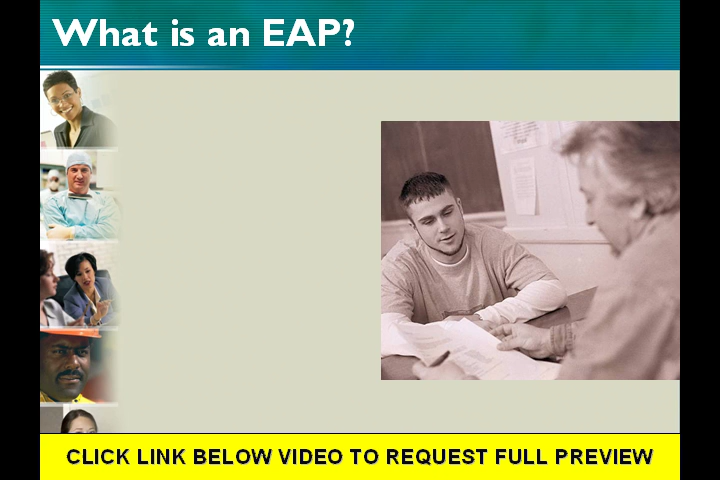 What is an EAP?
CLICK LINK BELOW VIDEO TO REQUEST FULL PREVIEW